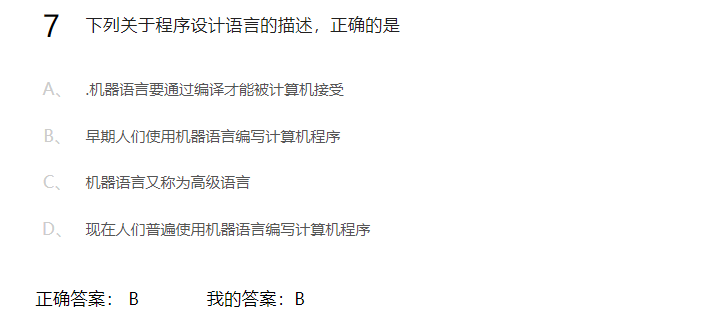 7 下列关于程序设计语言的描述，正确的是
A、 .机器语言要通过编译才能被计算机接受
B、 早期人们使用机器语言编写计算机程序
C、 机器语言又称为高级语言
D、 现在人们普遍使用机器语言编写计算机程序
正确答案： B 我的答案：B